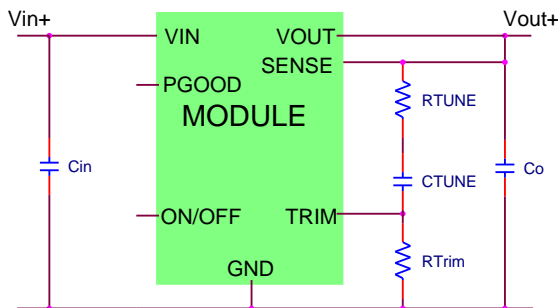 Vin+
Vout+
VIN
VOUT
SENSE
PGOOD
RTUNE
MODULE
Cin
CTUNE
Co
ON/OFF
TRIM
RTrim
GND